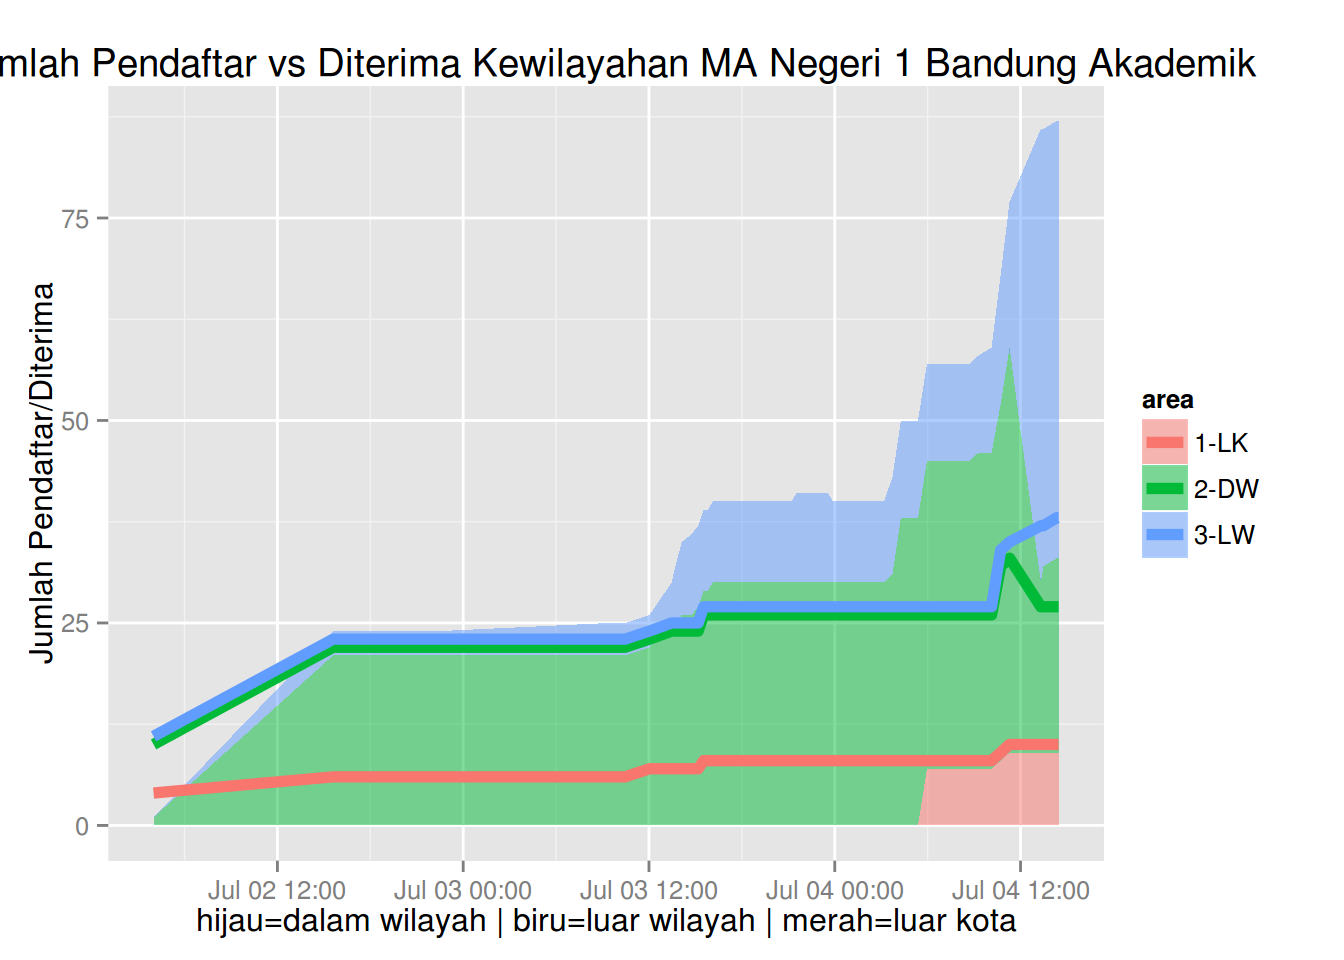 mlah Pendaftar vs Diterima Kewilayahan MA Negeri 1 Bandung Akademik
Jumlah Pendaftar/Diterima
75
50
25
0
Jul 02 12:00 Jul 03 00:00 Jul 03 12:00 Jul 04 00:00 Jul 04 12:00
hijau=dalam wilayah | biru=luar wilayah | merah=luar kota
area
1-LK
2-DW
3-LW